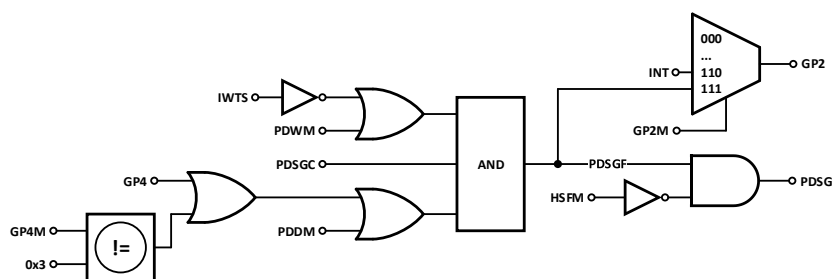 000
...
GP2
INT
110
111
IWTS
GP2M
PDWM
PDSGC
AND
PDSGF
GP4
PDSG
HSFM
PDDM
GP4M
!=
0x3